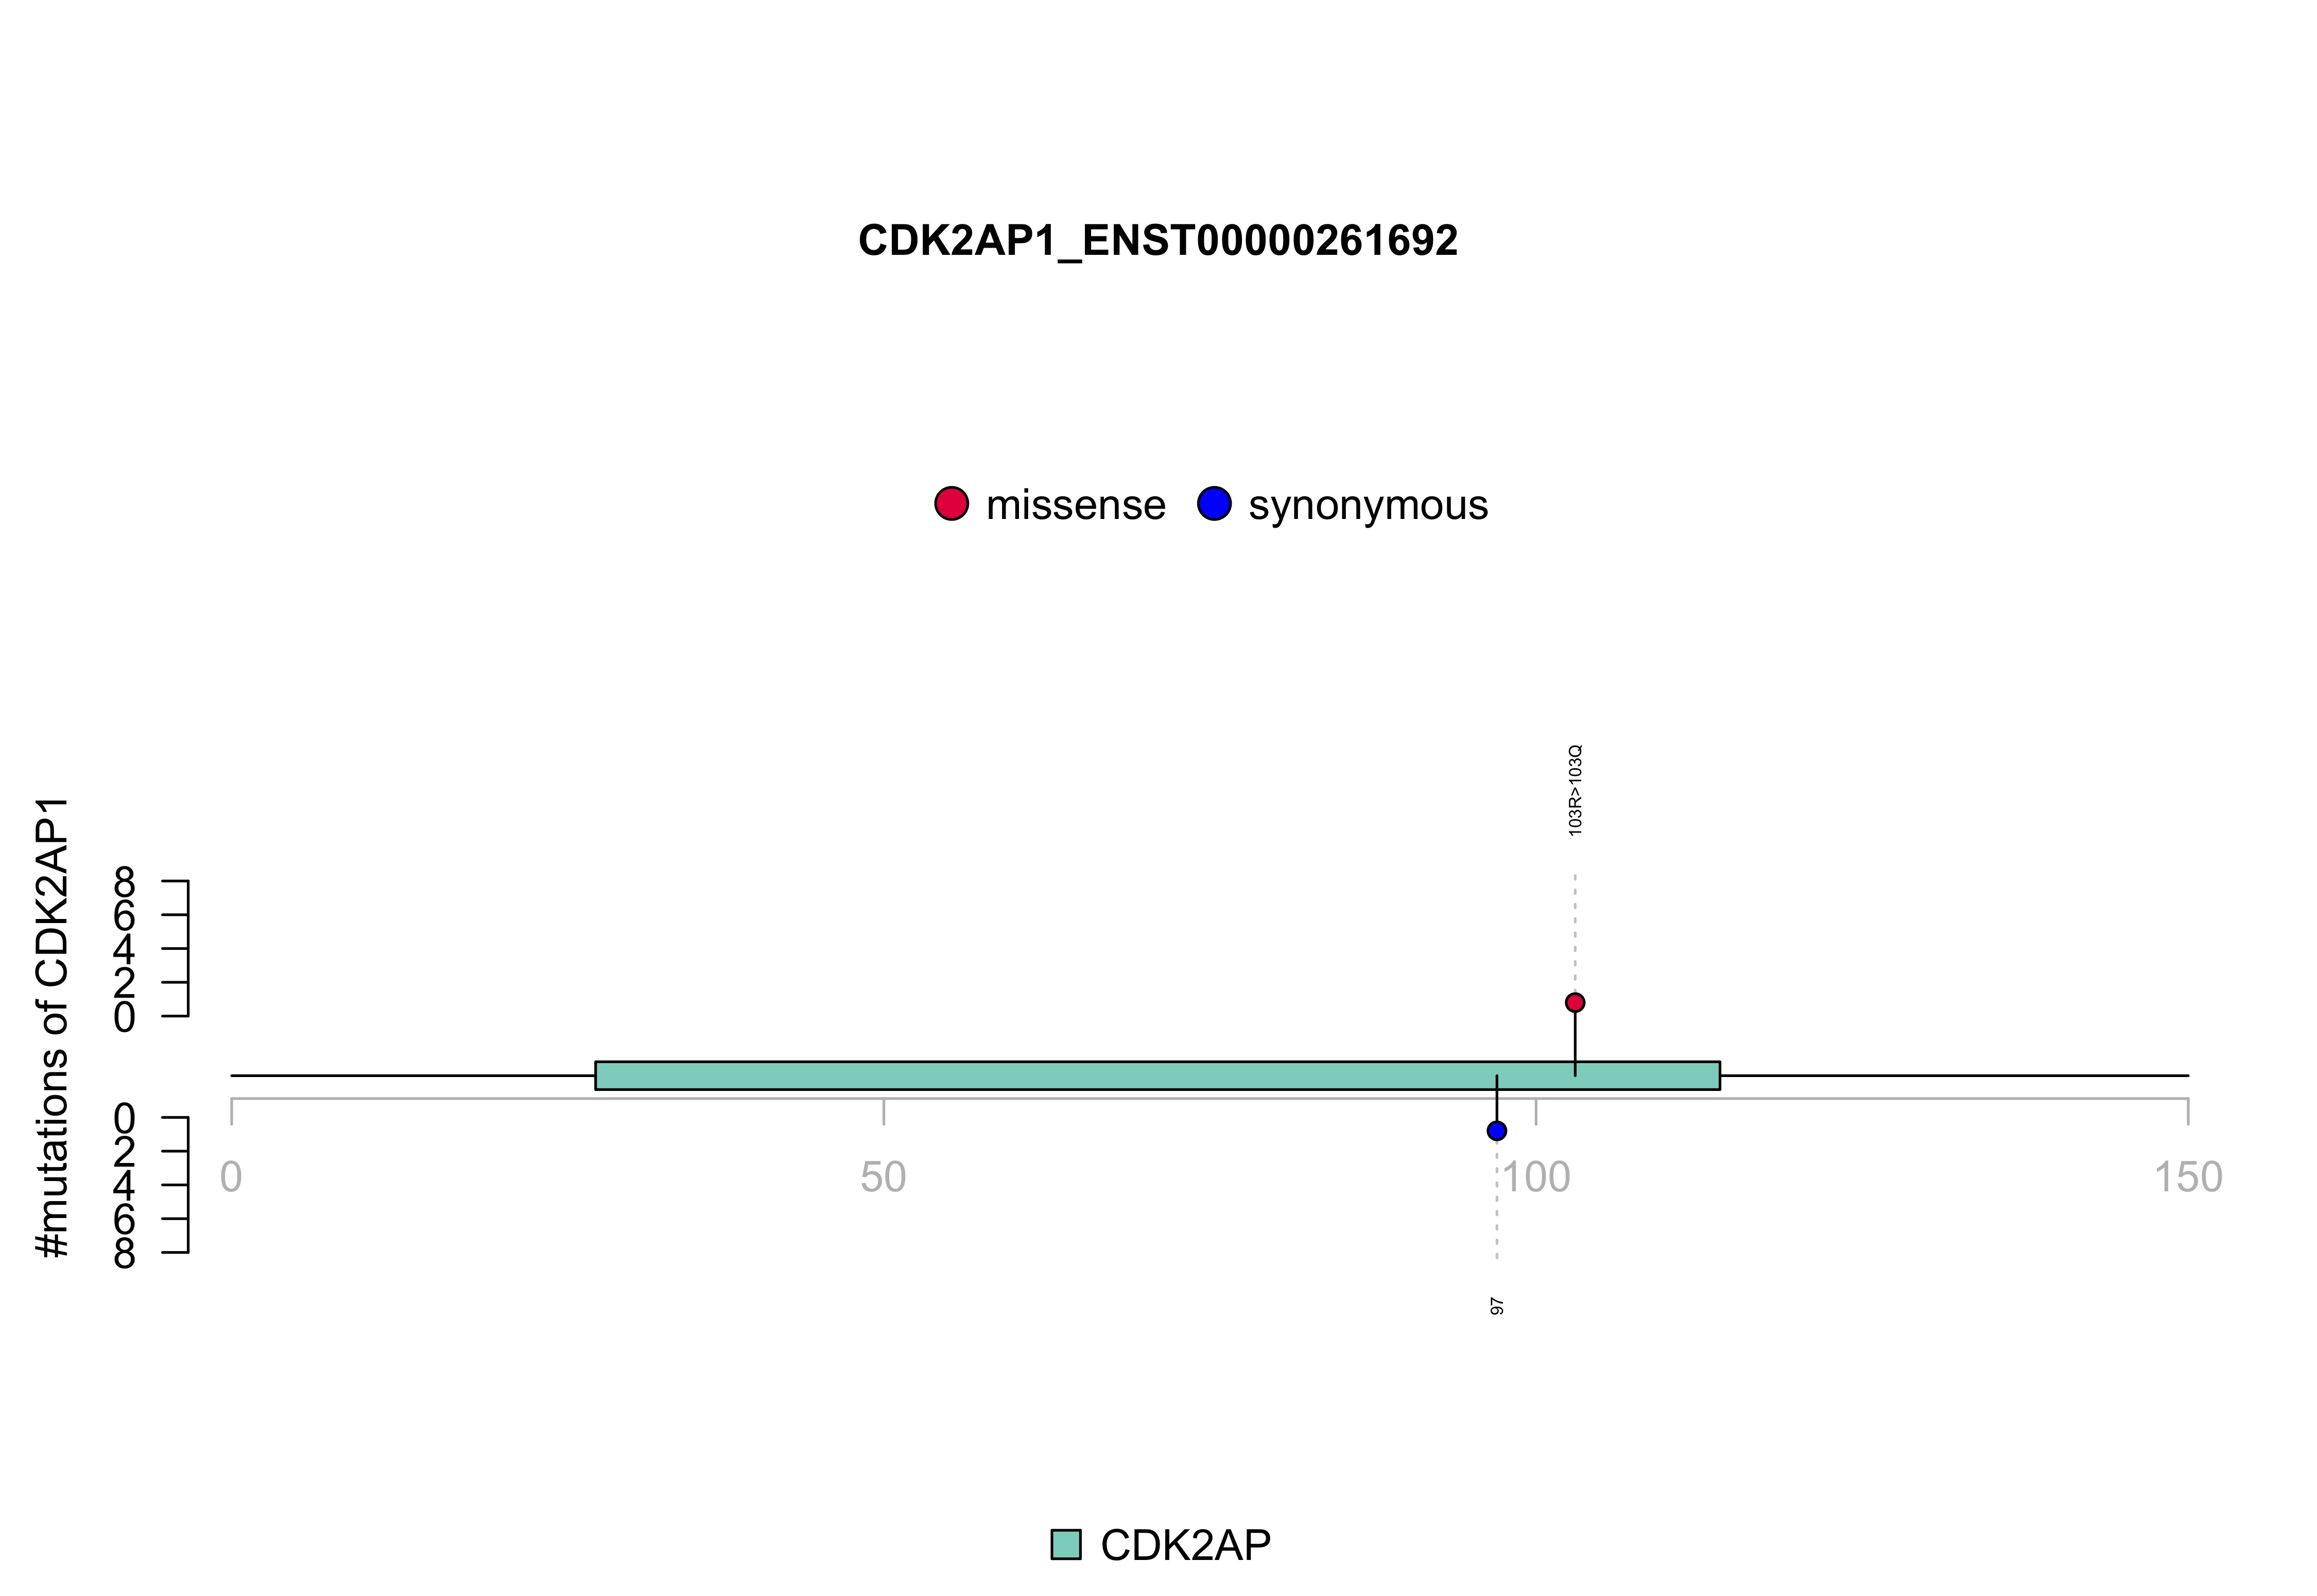 CDK2AP1_ENST00000261692
missense synonymous
103R>103Q
#mutations of CDK2AP1
8
6
4
2
0
0
2
4
6
8
0 50 100 150
97
CDK2AP